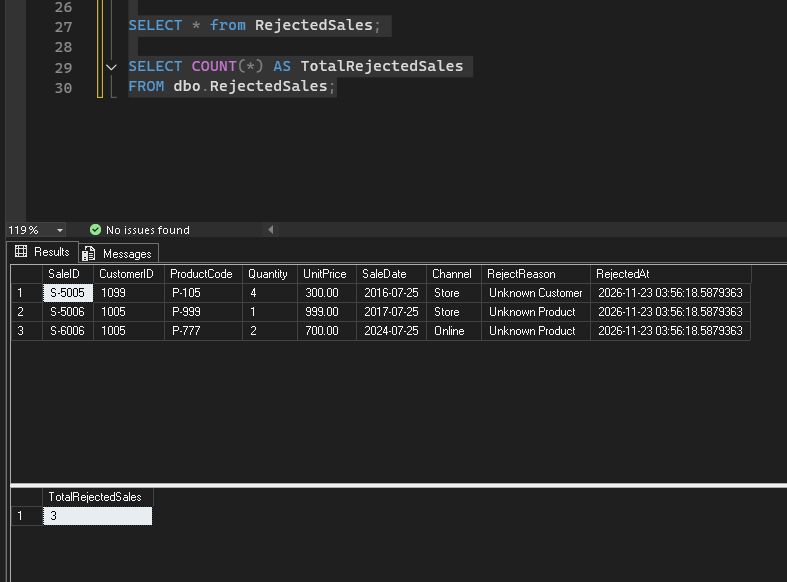 26
27 SELECT * from RejectedSales;
28
29 SELECT COUNT(*) AS TotalRejectedSales
30 FROM dbo.RejectedSales;
119 % No issues found
Results Messages
SaleID CustomerID ProductCode Quantity UnitPrice SaleDate Channel RejectReason RejectedAt
1 S-5005 1099 P-105 4 300.00 2016-07-25 Store Unknown Customer 2026-11-23 03:56:18.5879363
2 S-5006 1005 P-999 1 999.00 2017-07-25 Store Unknown Product 2026-11-23 03:56:18.5879363
3 S-6006 1005 P-777 2 700.00 2024-07-25 Online Unknown Product 2026-11-23 03:56:18.5879363
TotalRejectedSales
1 3